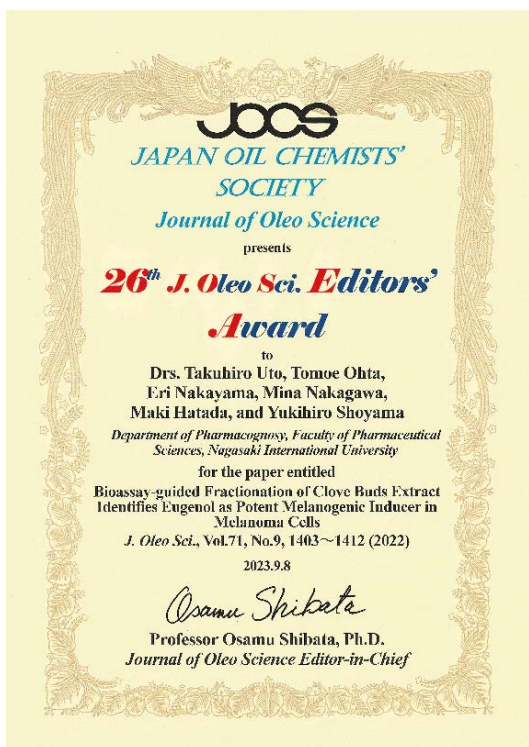 JOCS
JAPAN OIL CHEMISTS'
SOCIETY
Journal of Oleo Science
presents
26th J. Oleo Sci. Editors'
Award
to
Drs. Takuhiro Uto, Tomoe Ohta,
Eri Nakayama, Mina Nakagawa,
Maki Hatada, and Yukihiro Shoyama
Department of Pharmacognosy, Faculty of Pharmaceutical
Sciences, Nagasaki International University
for the paper entitled
Bioassay-guided Fractionation of Clove Buds Extract
Identifies Eugenol as Potent Melanogenic Inducer in
Melanoma Cells
J. Oleo Sci., Vol.71, No.9, 1403～1412 (2022)
2023.9.8
Osamu Shibata
Professor Osamu Shibata, Ph.D.
Journal of Oleo Science Editor-in-Chief